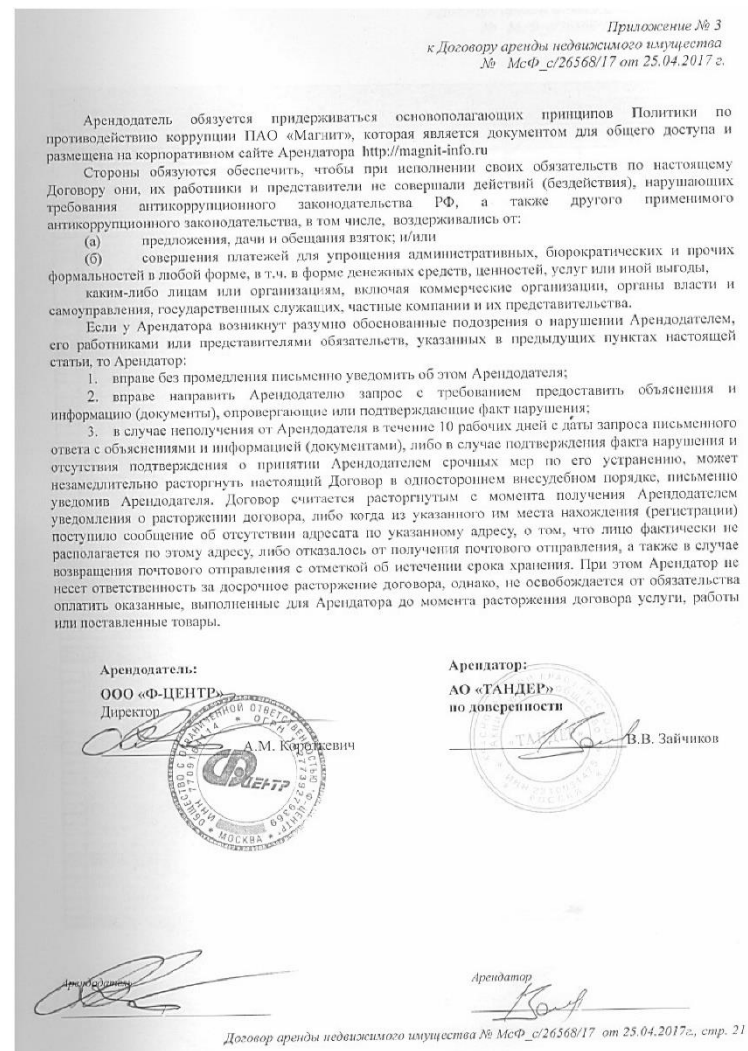 Приложение № 3
к Договору аренды недвижимого имущества
№ МсФ_с/26568/17 от 25.04.2017 г.
Арендодатель обязуется придерживаться основополагающих принципов Политики по
противодействию коррупции ПАО «Магнит», которая является документом для общего доступа и
размещена на корпоративном сайте Арендатора http://magnit-info.ru
Стороны обязуются обеспечить, чтобы при исполнении своих обязательств по настоящему
Договору они, их работники и представители не совершали действий (бездействия), нарушающих
требования антикоррупционного законодательства РФ, а также другого применимого
антикоррупционного законодательства, в том числе, воздерживались от:
(а) предложения, дачи и обещания взяток; и/или
(б) совершения платежей для упрощения административных, бюрократических и прочих
формальностей в любой форме, в т.ч. в форме денежных средств, ценностей, услуг или иной выгоды,
каким-либо лицам или организациям, включая коммерческие организации, органы власти и
самоуправления, государственных служащих, частные компании и их представительства.
Если у Арендатора возникнут разумно обоснованные подозрения о нарушении Арендодателем,
его работниками или представителями обязательств, указанных в предыдущих пунктах настоящей
статьи, то Арендатор:
1. вправе без промедления письменно уведомить об этом Арендодателя;
2. вправе направить Арендодателю запрос с требованием предоставить объяснения и
информацию (документы), опровергающие или подтверждающие факт нарушения;
3. в случае неполучения от Арендодателя в течение 10 рабочих дней с даты запроса письменного
ответа с объяснениями и информацией (документами), либо в случае подтверждения факта нарушения и
отсутствия подтверждения о принятии Арендодателем срочных мер по его устранению, может
незамедлительно расторгнуть настоящий Договор в одностороннем внесудебном порядке, письменно
уведомив Арендодателя. Договор считается расторгнутым с момента получения Арендодателем
уведомления о расторжении договора, либо когда из указанного им места нахождения (регистрации)
поступило сообщение об отсутствии адресата по указанному адресу, о том, что лицо фактически не
располагается по этому адресу, либо отказалось от получения почтового отправления, а также в случае
возвращения почтового отправления с отметкой об истечении срока хранения. При этом Арендатор не
несет ответственность за досрочное расторжение договора, однако, не освобождается от обязательства
оплатить оказанные, выполненные для Арендатора до момента расторжения договора услуги, работы
или поставленные товары.
Арендодатель:
ООО «Ф-ЦЕНТР»
Директор
А.М. Короткевич
ОБЩЕСТВО С ОГРАНИЧЕННОЙ ОТВЕТСТВЕННОСТЬЮ "Ф-ЦЕНТР"
ЦЕНТР
* МОСКВА *
Арендатор:
АО «ТАНДЕР»
по доверенности
В.В. Зайчиков
«ТАНДЕР»
Арендодатель
Арендатор
Договор аренды недвижимого имущества № МсФ_с/26568/17 от 25.04.2017г., стр. 21